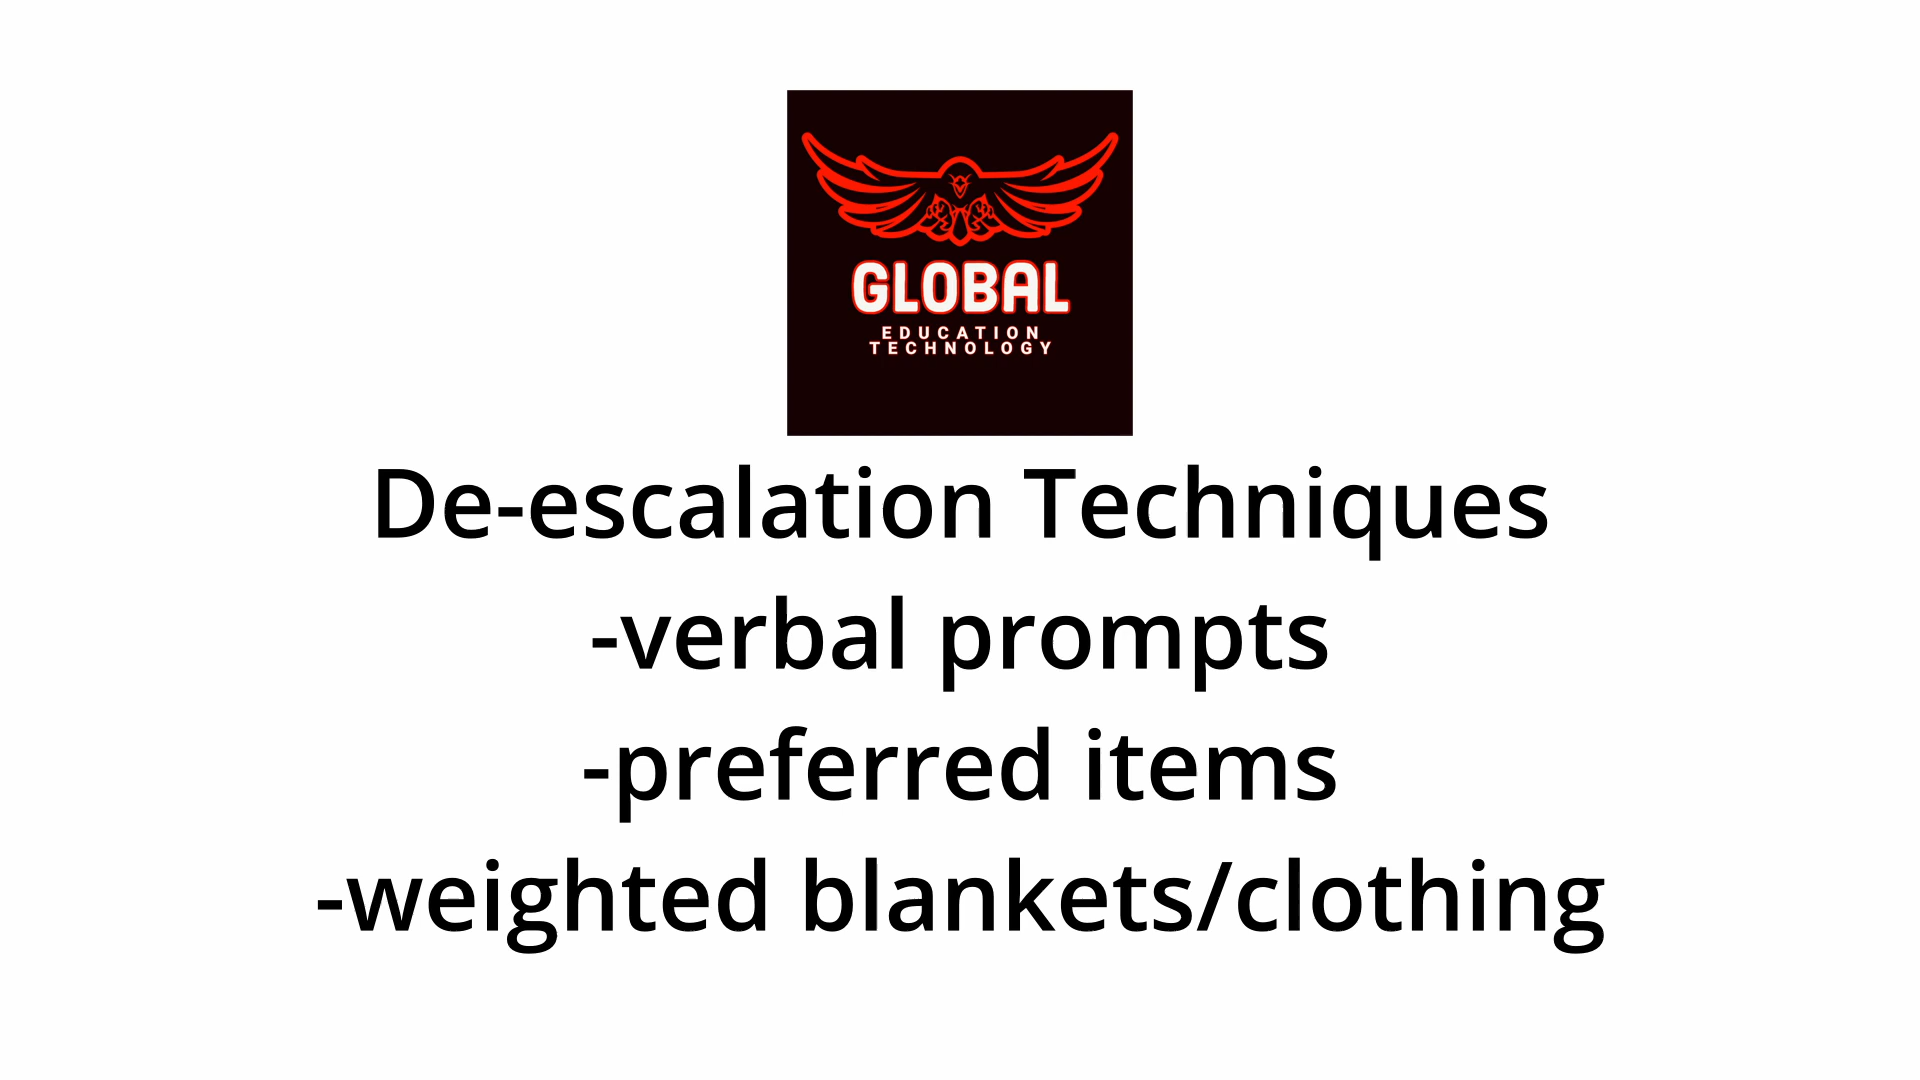 GLOBAL
EDUCATION
TECHNOLOGY
De-escalation Techniques
-verbal prompts
-preferred items
-weighted blankets/clothing